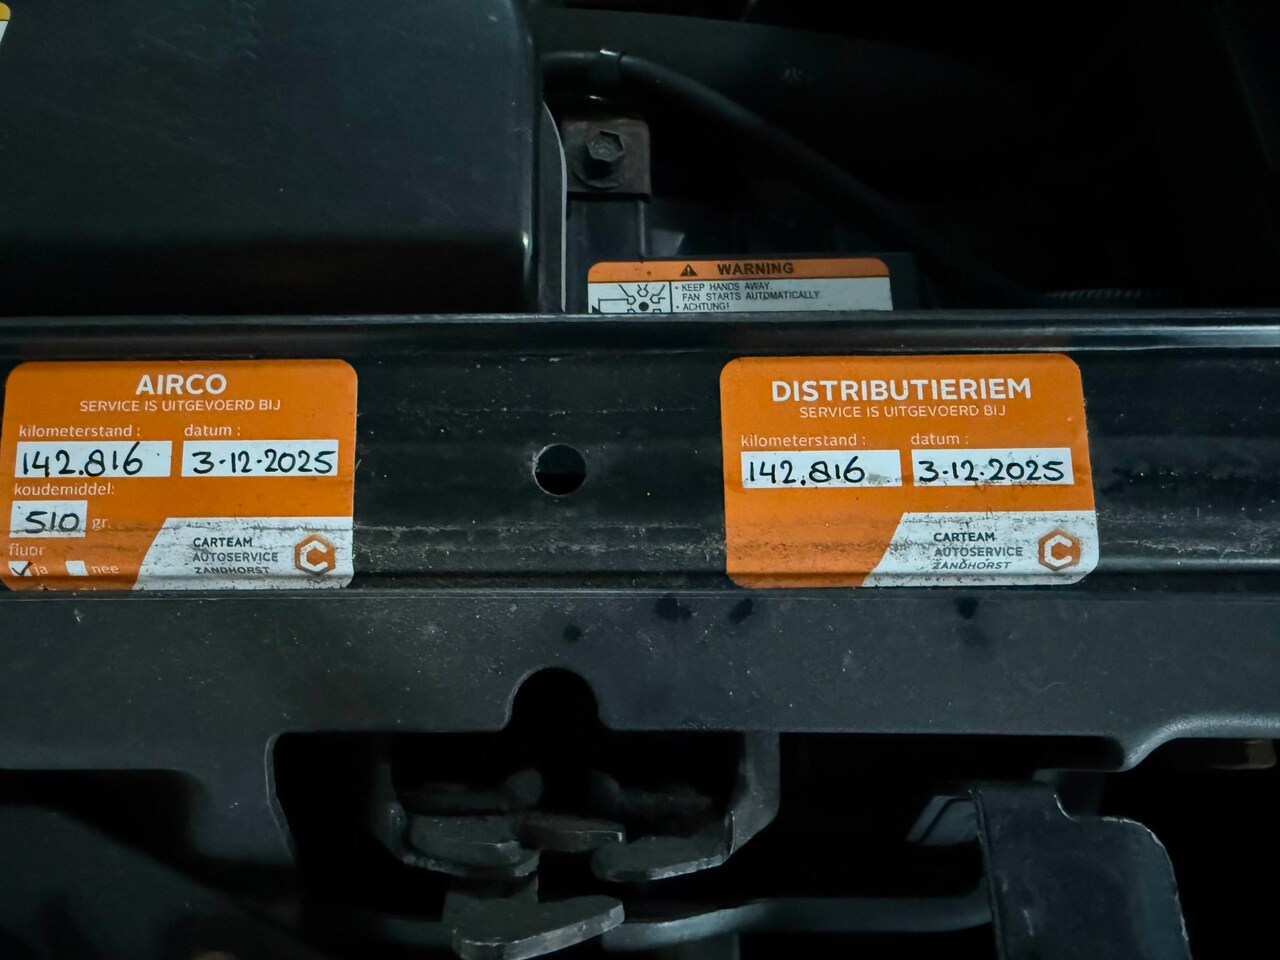 WARNING
• KEEP HANDS AWAY.
FAN STARTS AUTOMATICALLY.
• ACHTUNG!
AIRCO
SERVICE IS UITGEVOERD BIJ
kilometerstand : datum :
142.816 3-12-2025
koudemiddel:
510 gr.
fluor
ja nee
CARTEAM
AUTOSERVICE
ZANDHORST
DISTRIBUTIERIEM
SERVICE IS UITGEVOERD BIJ
kilometerstand : datum :
142.816 3-12-2025
CARTEAM
AUTOSERVICE
ZANDHORST